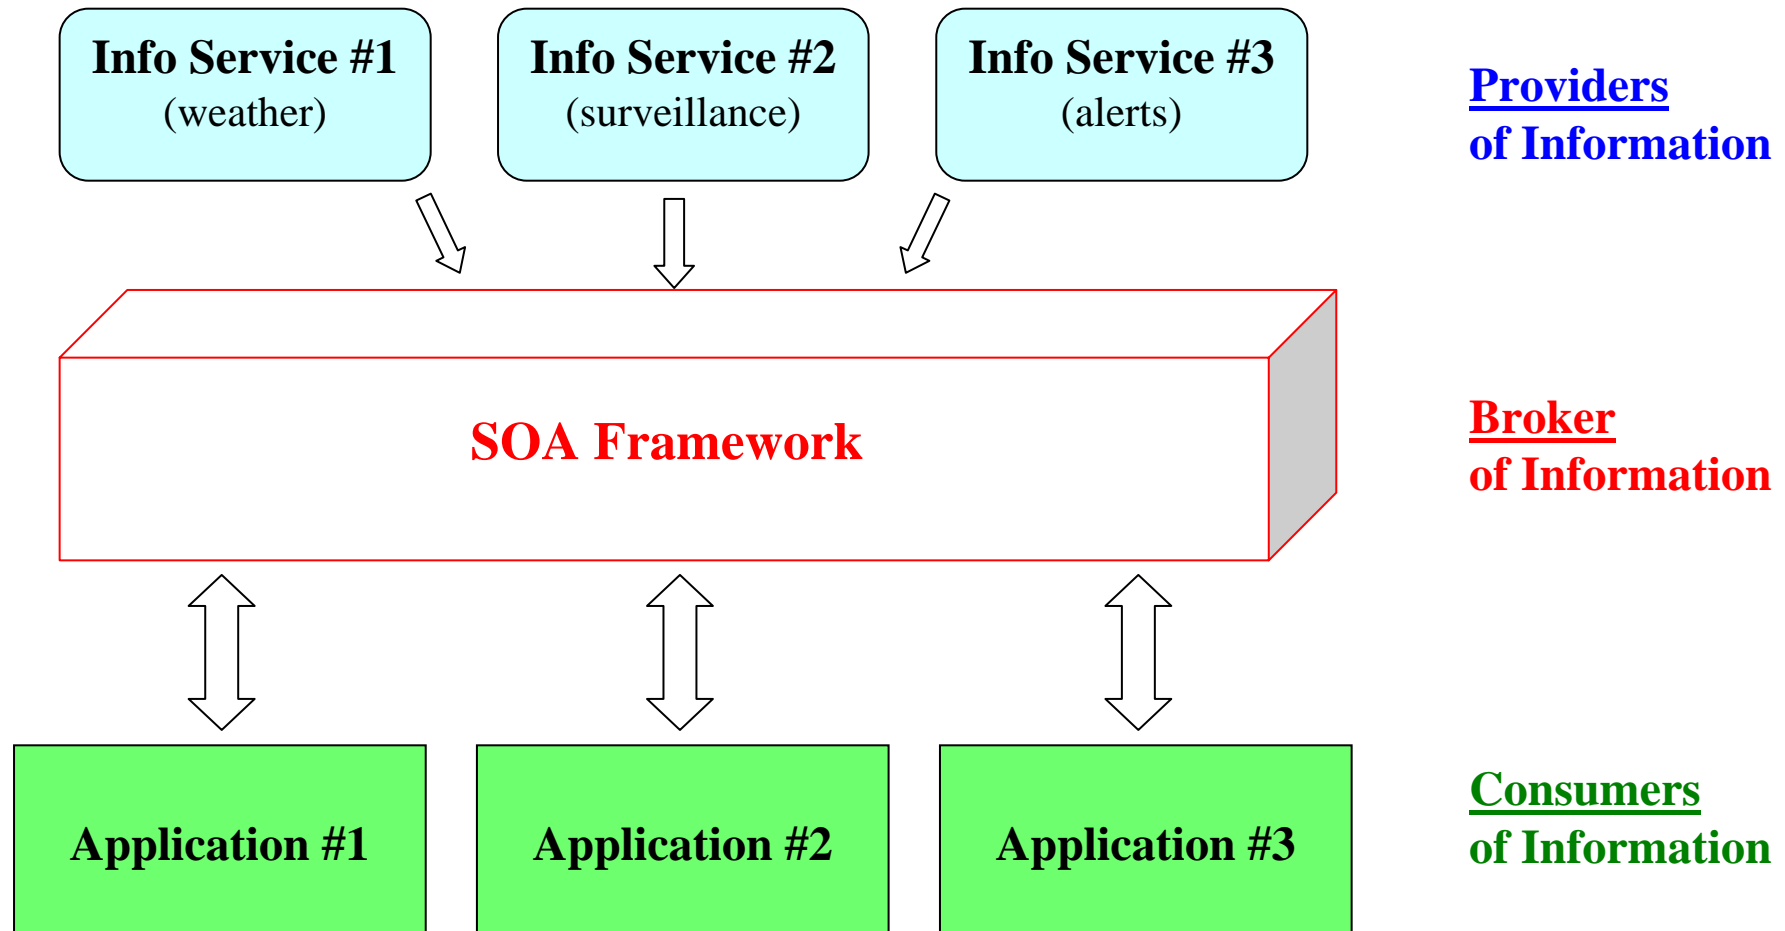 Info Service #1
(weather)
Info Service #2
(surveillance)
Info Service #3
(alerts)
Providers
of Information
SOA Framework
Broker
of Information
Application #1
Application #2
Application #3
Consumers
of Information